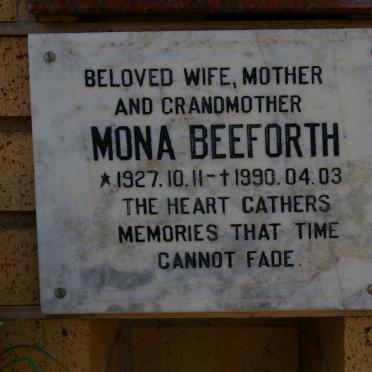 BELOVED WIFE, MOTHER
AND GRANDMOTHER
MONA BEEFORTH
★1927.10.11-†1990.04.03
THE HEART GATHERS
MEMORIES THAT TIME
CANNOT FADE.